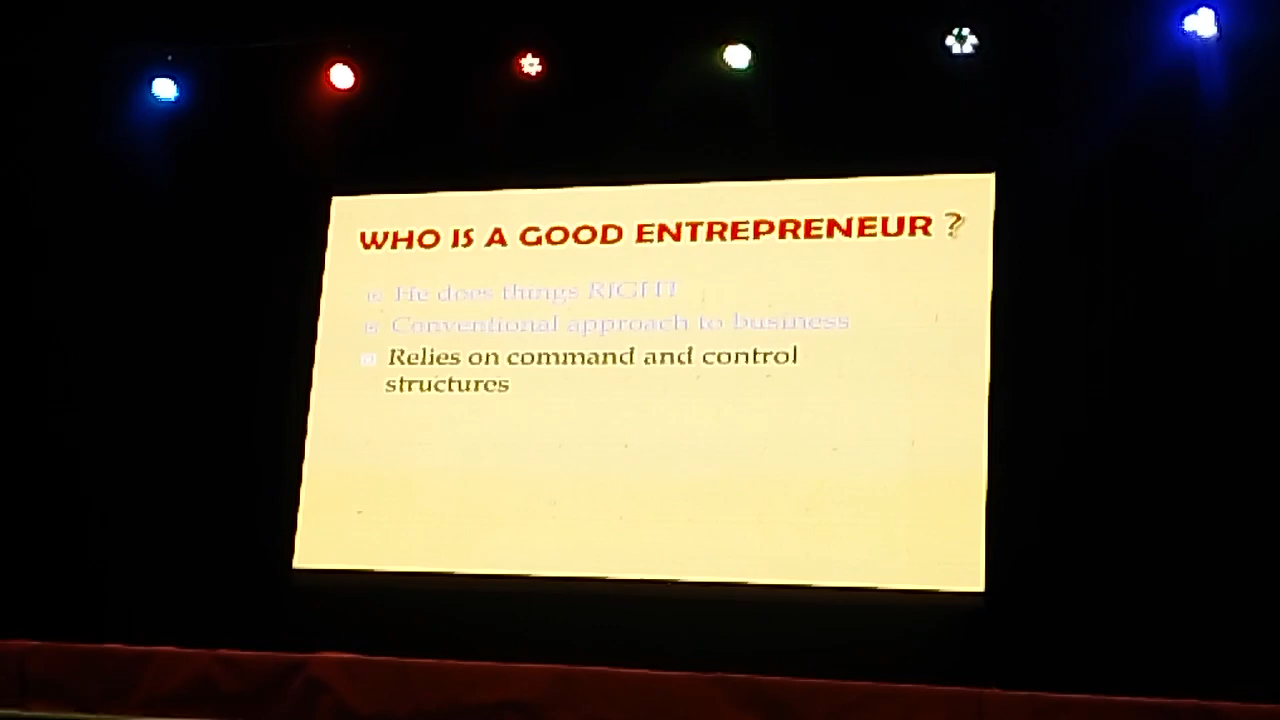 WHO IS A GOOD ENTREPRENEUR ?
He does things RIGHT?
Conventional approach to business
Relies on command and control
structures